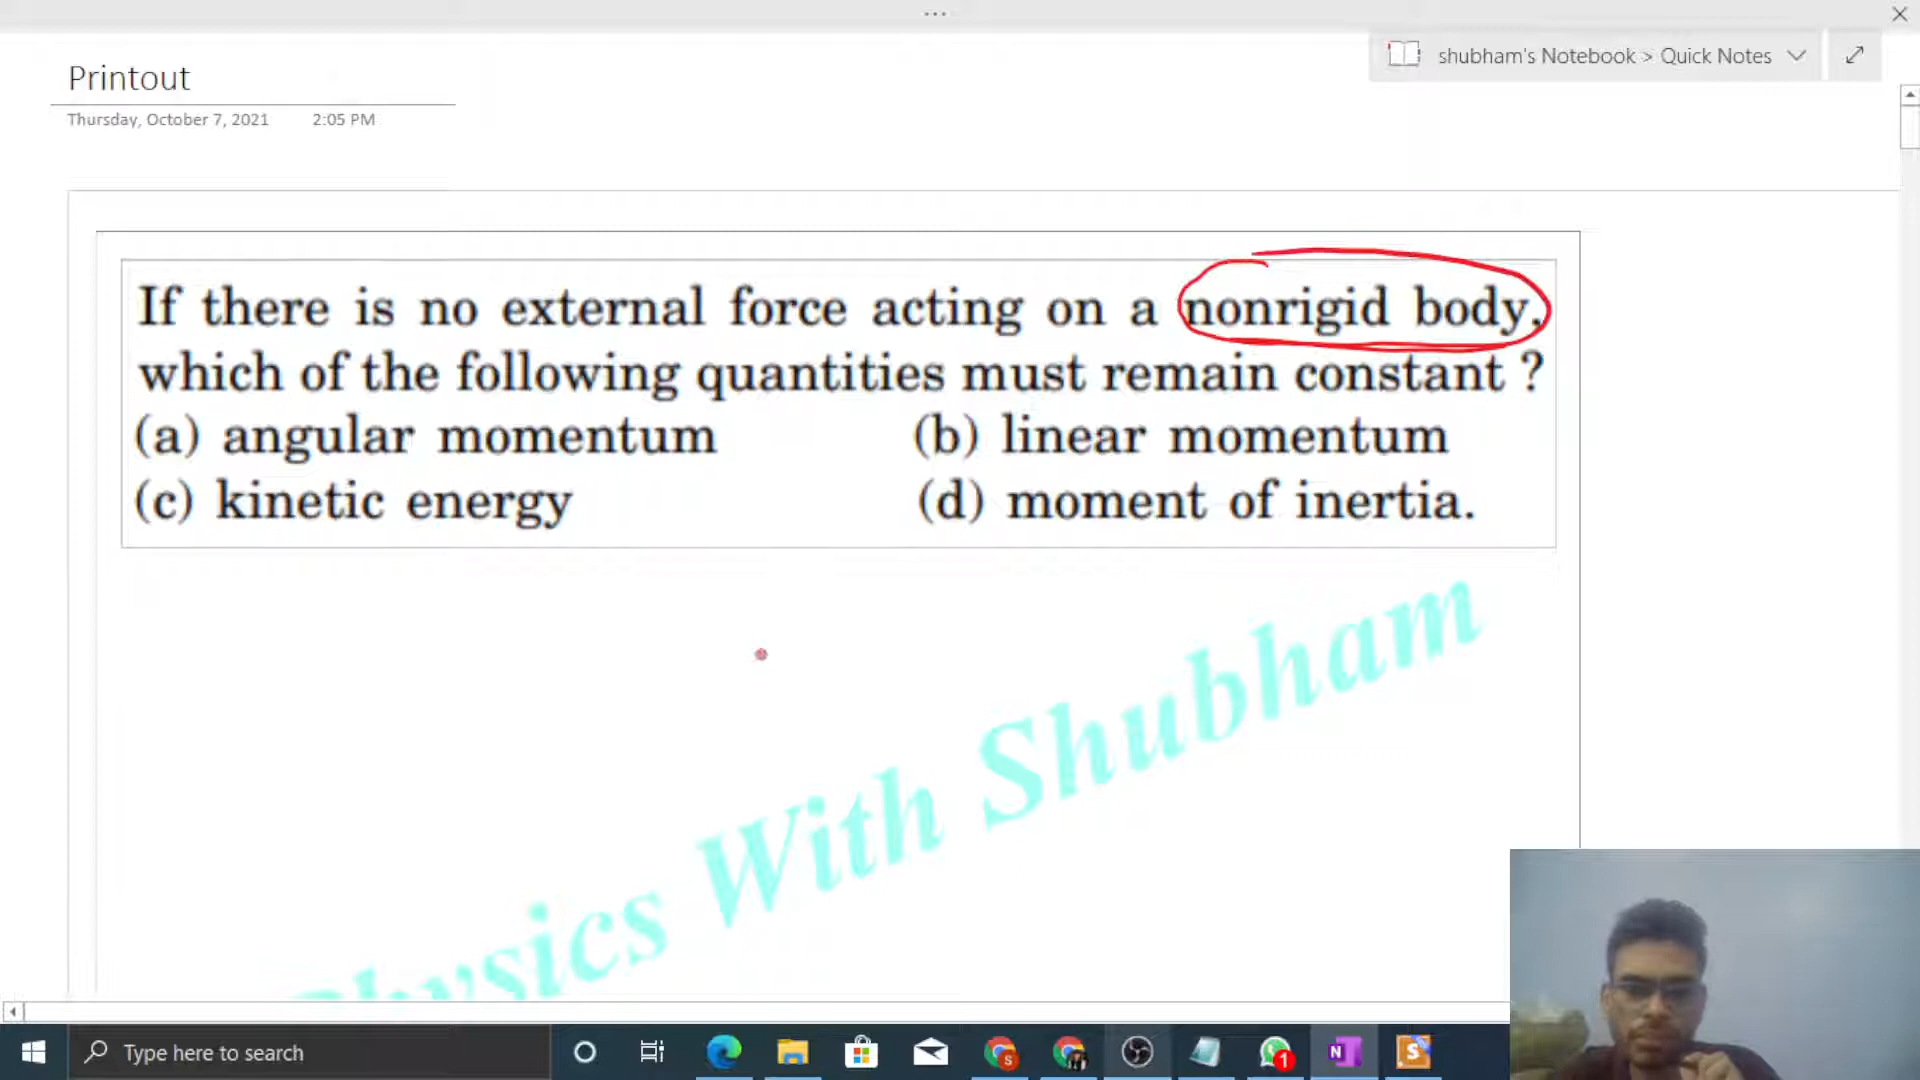 ...
shubham's Notebook > Quick Notes
Printout
Thursday, October 7, 2021 2:05 PM
If there is no external force acting on a nonrigid body,
which of the following quantities must remain constant ?
(a) angular momentum (b) linear momentum
(c) kinetic energy (d) moment of inertia.
Physics With Shubham
Type here to search
S
1
N
S